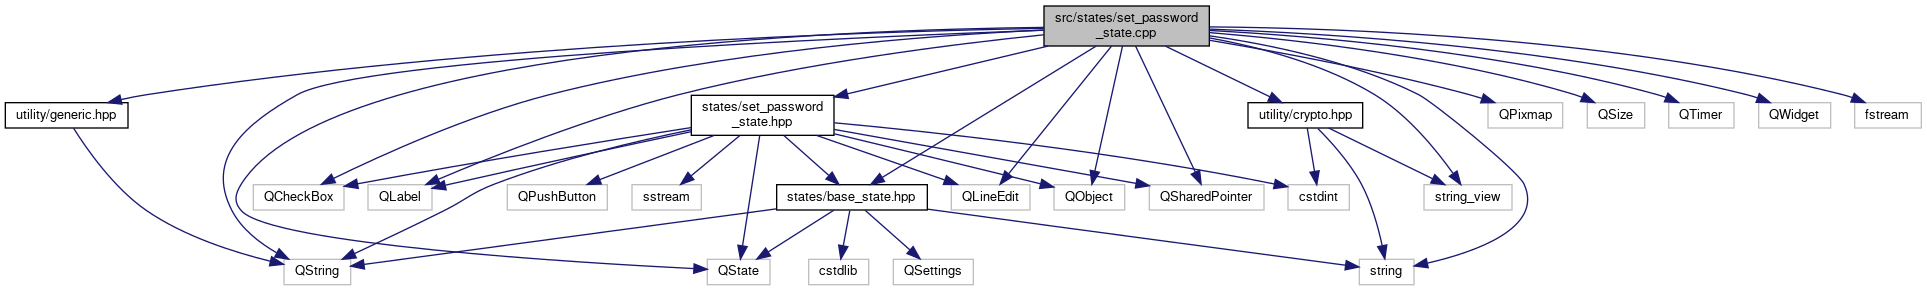 src/states/set_password
_state.cpp
utility/generic.hpp
states/set_password
_state.hpp
utility/crypto.hpp
QPixmap
QSize
QTimer
QWidget
fstream
QCheckBox
QLabel
QPushButton
sstream
states/base_state.hpp
QLineEdit
QObject
QSharedPointer
cstdint
string_view
QString
QState
cstdlib
QSettings
string